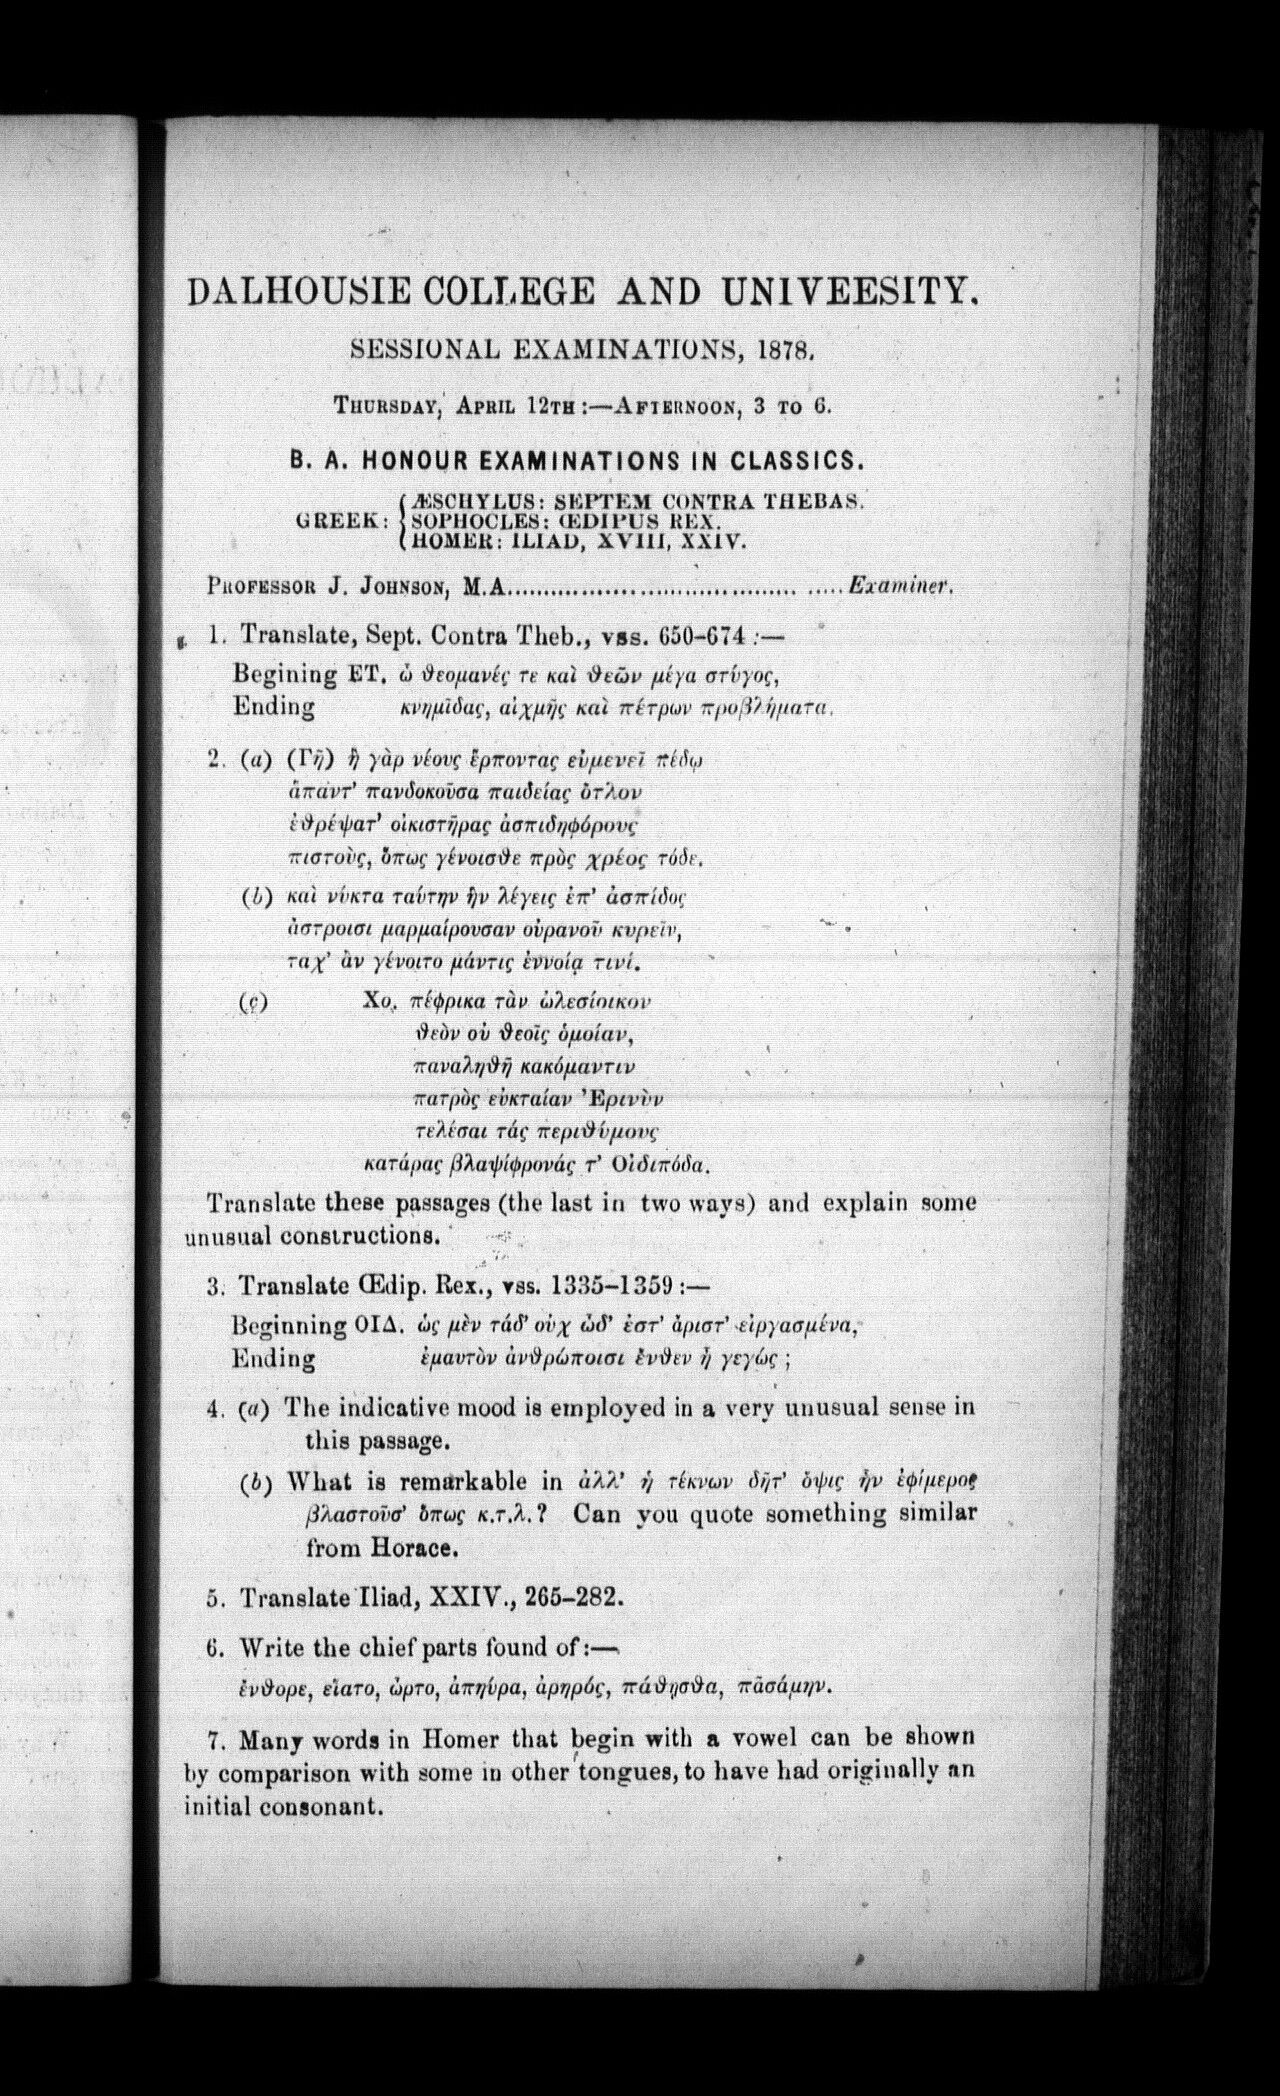 DALHOUSIE COLLEGE AND UNIVEESITY.
SESSIONAL EXAMINATIONS, 1878.
THURSDAY, APRIL 12TH:—AFTERNOON, 3 TO 6.
B. A. HONOUR EXAMINATIONS IN CLASSICS.
GREEK: { ÆSCHYLUS: SEPTEM CONTRA THEBAS.
SOPHOCLES: ŒDIPUS REX.
HOMER: ILIAD, XVIII, XXIV.
PROFESSOR J. JOHNSON, M.A.......................................... Examiner.
1. Translate, Sept. Contra Theb., vss. 650–674:—
Begining ET. ὠ θεομανές τε καὶ θεῶν μέγα στύγος,
Ending κνημῖδας, αἰχμῆς καὶ πέτρων προβλήματα.
2. (a) (Γῆ) ἣ γὰρ νέους ἕρποντας εὐμενεῖ πέδῳ
ἅπαντ' πανδοκοῦσα παιδείας ὄτλον
ἐθρέψατ' οἰκιστῆρας ἀσπιδηφόρους
πιστοὺς, ὅπως γένοισθε πρὸς χρέος τόδε.
(b) καὶ νύκτα ταύτην ἣν λέγεις ἐπ' ἀσπίδος
ἄστροισι μαρμαίρουσαν οὐρανοῦ κυρεῖν,
ταχ' ἂν γένοιτο μάντις ἐννοίᾳ τινί.
(c) Χο. πέφρικα τὰν ὠλεσίοικον
θεὸν οὐ θεοῖς ὁμοίαν,
παναληθῆ κακόμαντιν
πατρὸς εὐκταίαν Ἐρινὺν
τελέσαι τάς περιθύμους
κατάρας βλαψίφρονάς τ' Οἰδιπόδα.
Translate these passages (the last in two ways) and explain some
unusual constructions.
3. Translate Œdip. Rex., vss. 1335–1359:—
Beginning ΟΙΔ. ὡς μὲν τάδ' οὐχ ὧδ' ἐστ' ἄριστ' εἰργασμένα,
Ending ἐμαυτὸν ἀνθρώποισι ἔνθεν ἦ γεγώς;
4. (a) The indicative mood is employed in a very unusual sense in
this passage.
(b) What is remarkable in ἀλλ' ἡ τέκνων δῆτ' ὄψις ἦν ἐφίμερος
βλαστοῦσ' ὅπως κ.τ.λ.? Can you quote something similar
from Horace.
5. Translate Iliad, XXIV., 265–282.
6. Write the chief parts found of:—
ἔνθορε, εἵατο, ὦρτο, ἀπηύρα, ἀρηρός, πάθῃσθα, πᾶσάμην.
7. Many words in Homer that begin with a vowel can be shown
by comparison with some in other tongues, to have had originally an
initial consonant.